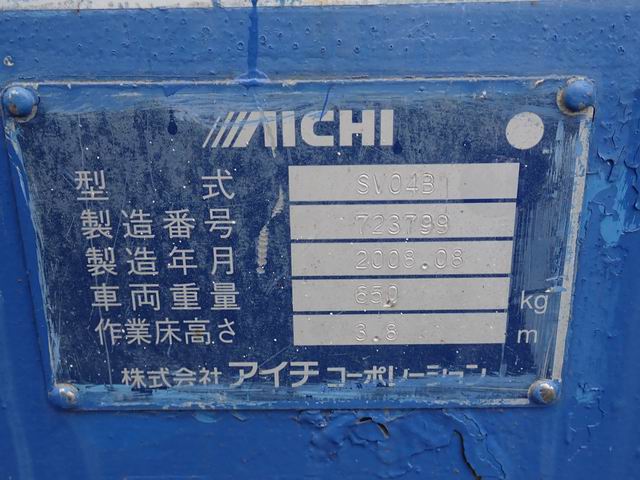 AICHI
型式 SV04B
製造番号 723799
製造年月 2008.08
車両重量 650 kg
作業床高さ 3.8 m
株式会社 アイチコーポレーション